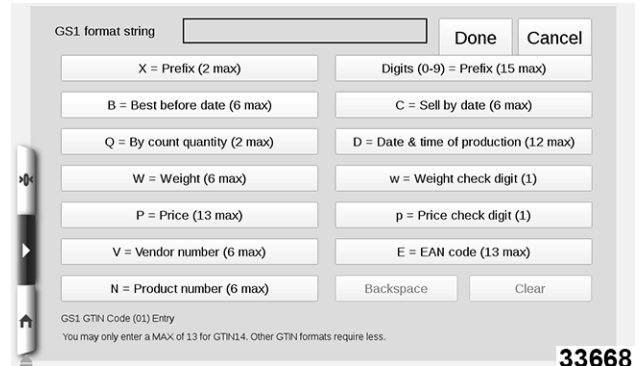 GS1 format string
Done Cancel
X = Prefix (2 max) Digits (0-9) = Prefix (15 max)
B = Best before date (6 max) C = Sell by date (6 max)
Q = By count quantity (2 max) D = Date & time of production (12 max)
W = Weight (6 max) w = Weight check digit (1)
P = Price (13 max) p = Price check digit (1)
V = Vendor number (6 max) E = EAN code (13 max)
N = Product number (6 max) Backspace Clear
GS1 GTIN Code (01) Entry
You may only enter a MAX of 13 for GTIN14. Other GTIN formats require less.
33668